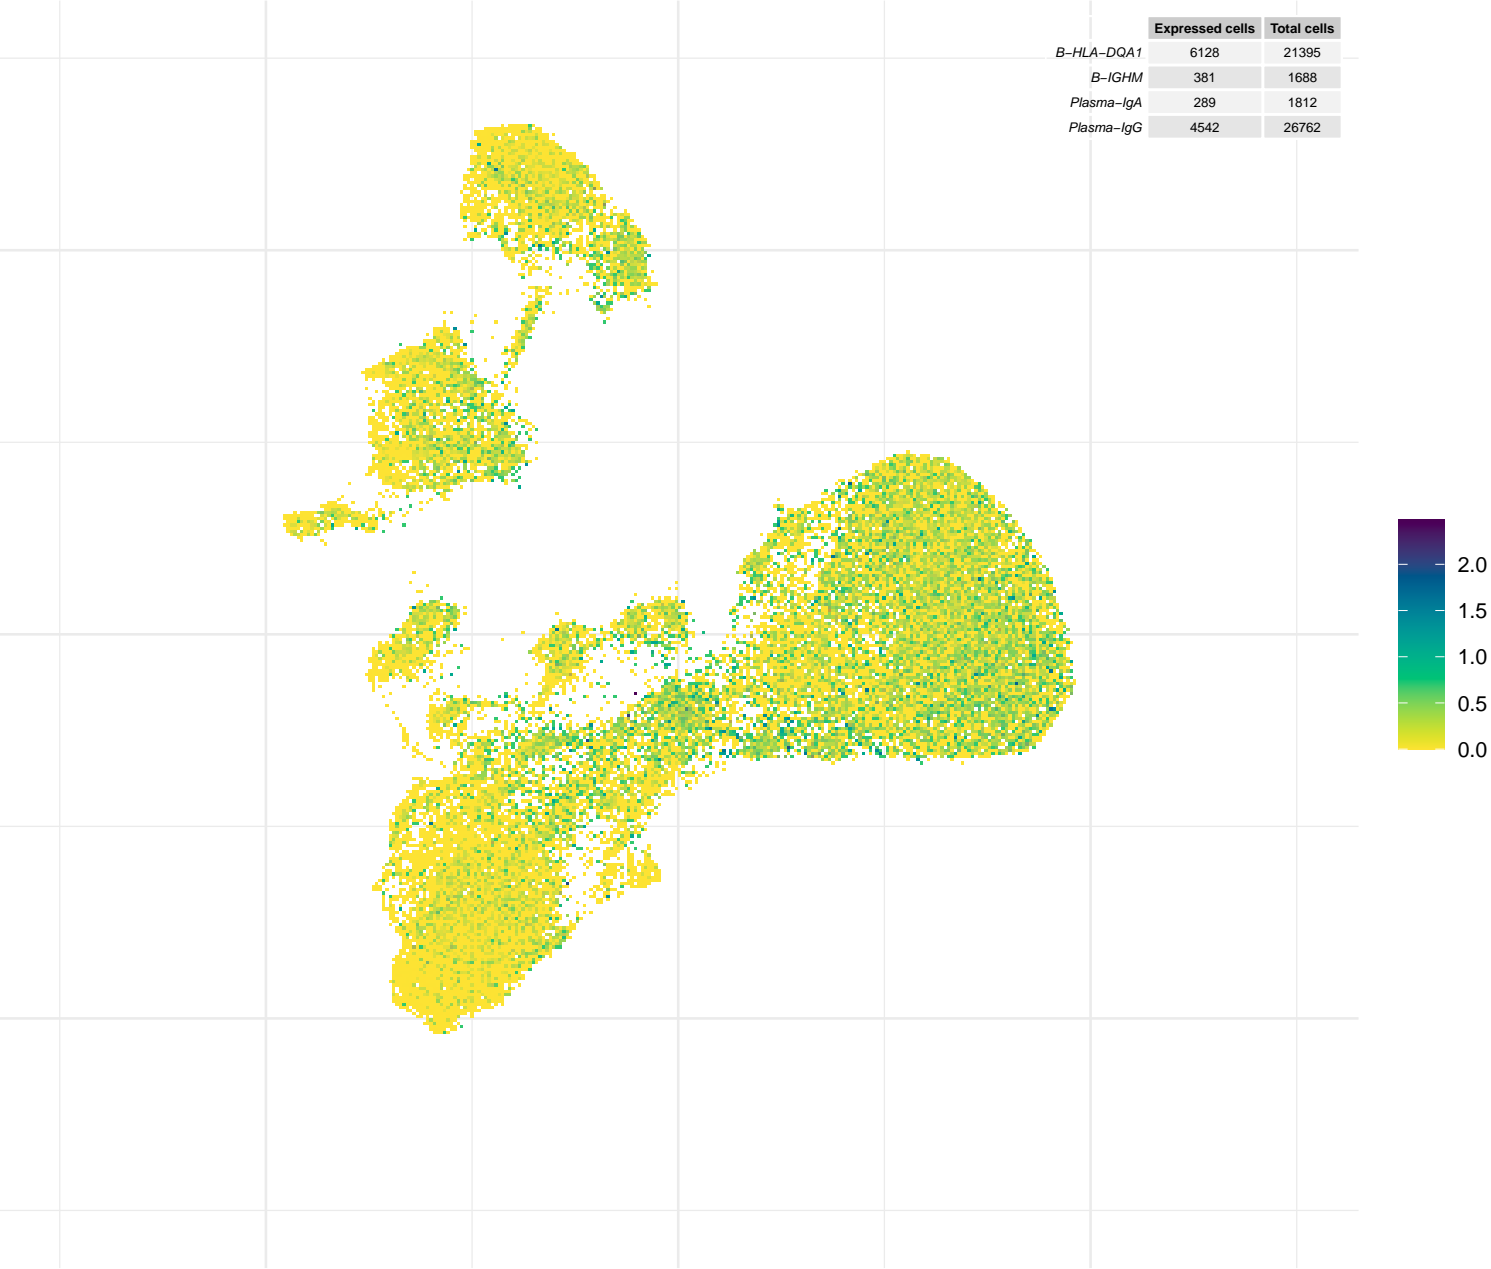 Expressed cells Total cells
B−HLA−DQA1 6128 21395
B−IGHM 381 1688
Plasma−IgA 289 1812
Plasma−IgG 4542 26762
2.0
1.5
1.0
0.5
0.0